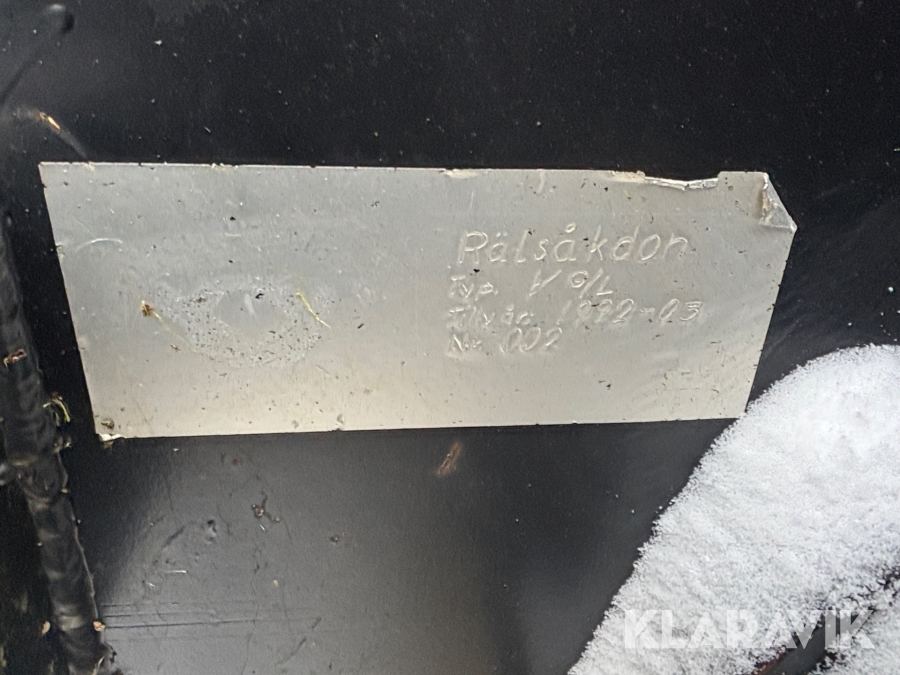 Rälsåkdon
Typ. V O/L
Tillv.år. 1992-03
Nr. 002
KLARAVIK